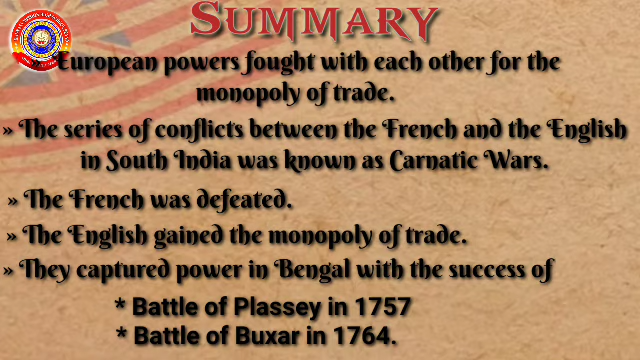 SUMMARY
European powers fought with each other for the
monopoly of trade.
» The series of conflicts between the French and the English
in South India was known as Carnatic Wars.
» The French was defeated.
» The English gained the monopoly of trade.
» They captured power in Bengal with the success of
* Battle of Plassey in 1757
* Battle of Buxar in 1764.